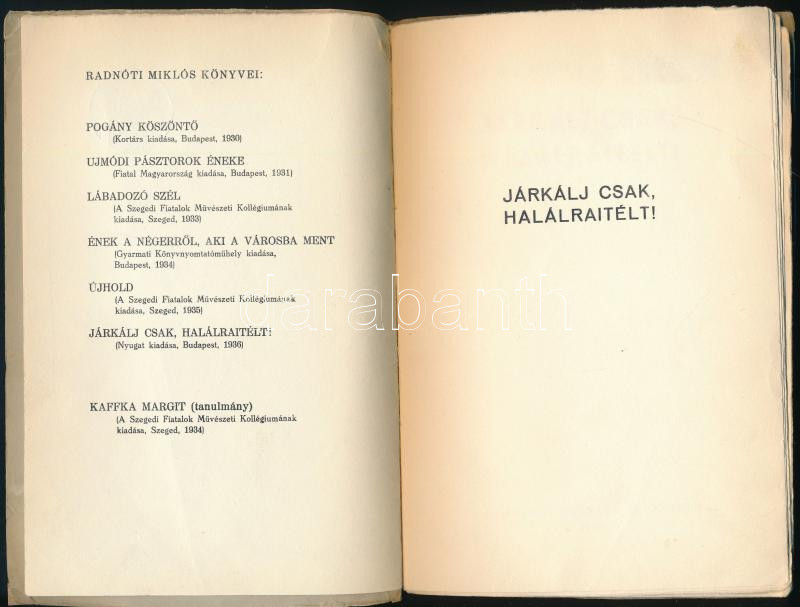 RADNÓTI MIKLÓS KÖNYVEI:
POGÁNY KÖSZÖNTŐ
(Kortárs kiadása, Budapest, 1930)
UJMÓDI PÁSZTOROK ÉNEKE
(Fiatal Magyarország kiadása, Budapest, 1931)
LÁBADOZÓ SZÉL
(A Szegedi Fiatalok Művészeti Kollégiumának
kiadása, Szeged, 1933)
ÉNEK A NÉGERRŐL, AKI A VÁROSBA MENT
(Gyarmati Könyvnyomtatóműhely kiadása,
Budapest, 1934)
ÚJHOLD
(A Szegedi Fiatalok Művészeti Kollégiumának
kiadása, Szeged, 1935)
JÁRKÁLJ CSAK, HALÁLRAITÉLT!
(Nyugat kiadása, Budapest, 1936)
KAFFKA MARGIT (tanulmány)
(A Szegedi Fiatalok Művészeti Kollégiumának
kiadása, Szeged, 1934)
JÁRKÁLJ CSAK,
HALÁLRAITÉLT!
darabanth